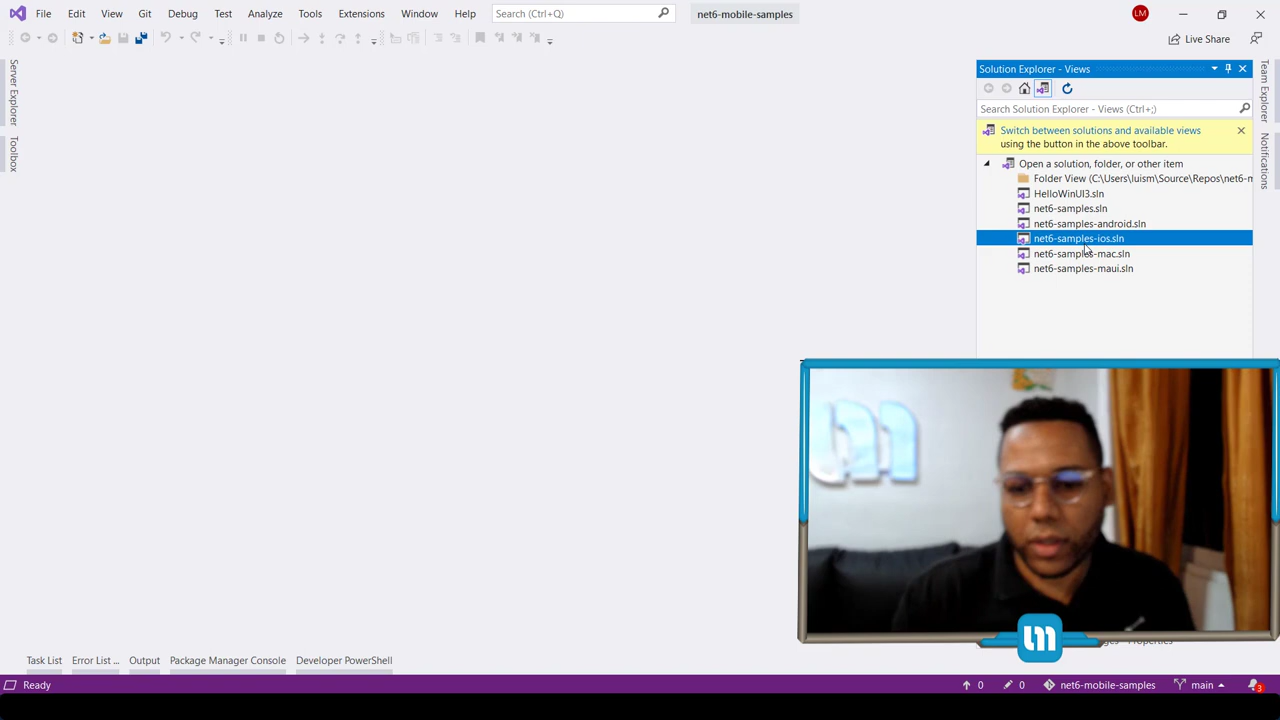 File Edit View Git Debug Test Analyze Tools Extensions Window Help Search (Ctrl+Q) net6-mobile-samples LM
Live Share
Server Explorer
Toolbox
Solution Explorer - Views
Search Solution Explorer - Views (Ctrl+;)
Switch between solutions and available views
using the button in the above toolbar.
Open a solution, folder, or other item
Folder View (C:\Users\luism\Source\Repos\net6-m
HelloWinUI3.sln
net6-samples.sln
net6-samples-android.sln
net6-samples-ios.sln
net6-samples-mac.sln
net6-samples-maui.sln
Team Explorer
Notifications
Properties
Task List Error List ... Output Package Manager Console Developer PowerShell
Ready 0 0 net6-mobile-samples main 3